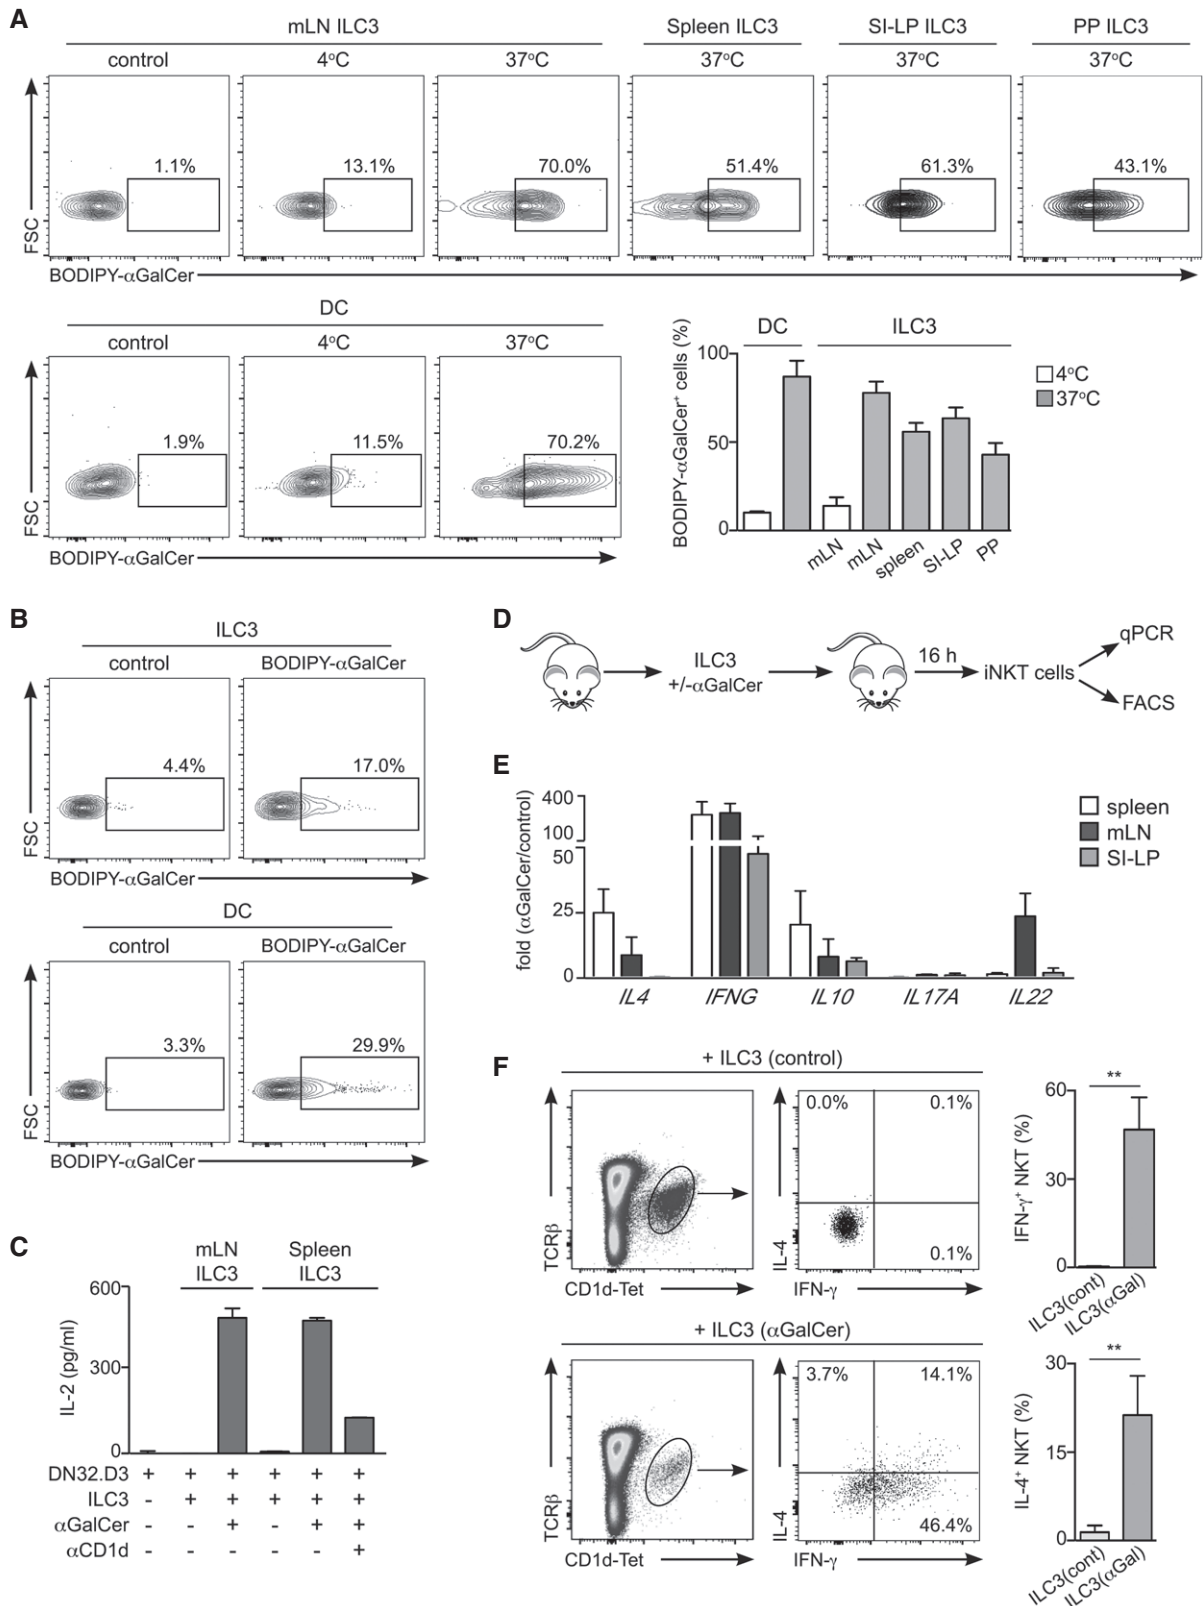 A
mLN ILC3
Spleen ILC3
SI-LP ILC3
PP ILC3
control
4°C
37°C
37°C
37°C
37°C
1.1%
13.1%
70.0%
51.4%
61.3%
43.1%
FSC
BODIPY-αGalCer
DC
control
4°C
37°C
1.9%
11.5%
70.2%
FSC
BODIPY-αGalCer
DC
ILC3
BODIPY-αGalCer⁺ cells (%)
100
50
0
mLN
mLN
spleen
SI-LP
PP
4°C
37°C
B
ILC3
control
BODIPY-αGalCer
4.4%
17.0%
FSC
BODIPY-αGalCer
DC
control
BODIPY-αGalCer
3.3%
29.9%
FSC
BODIPY-αGalCer
C
mLN ILC3
Spleen ILC3
IL-2 (pg/ml)
600
300
0
DN32.D3 + + + + + +
ILC3 - + + + + +
αGalCer - - + - + +
αCD1d - - - - - +
D
ILC3
+/-αGalCer
16 h
iNKT cells
qPCR
FACS
E
fold (αGalCer/control)
400
100
50
25
0
IL4
IFNG
IL10
IL17A
IL22
spleen
mLN
SI-LP
F
+ ILC3 (control)
TCRβ
CD1d-Tet
0.0%
0.1%
0.1%
IL-4
IFN-γ
IFN-γ⁺ NKT (%)
60
30
0
**
ILC3(cont)
ILC3(αGal)
+ ILC3 (αGalCer)
TCRβ
CD1d-Tet
3.7%
14.1%
46.4%
IL-4
IFN-γ
IL-4⁺ NKT (%)
30
15
0
**
ILC3(cont)
ILC3(αGal)